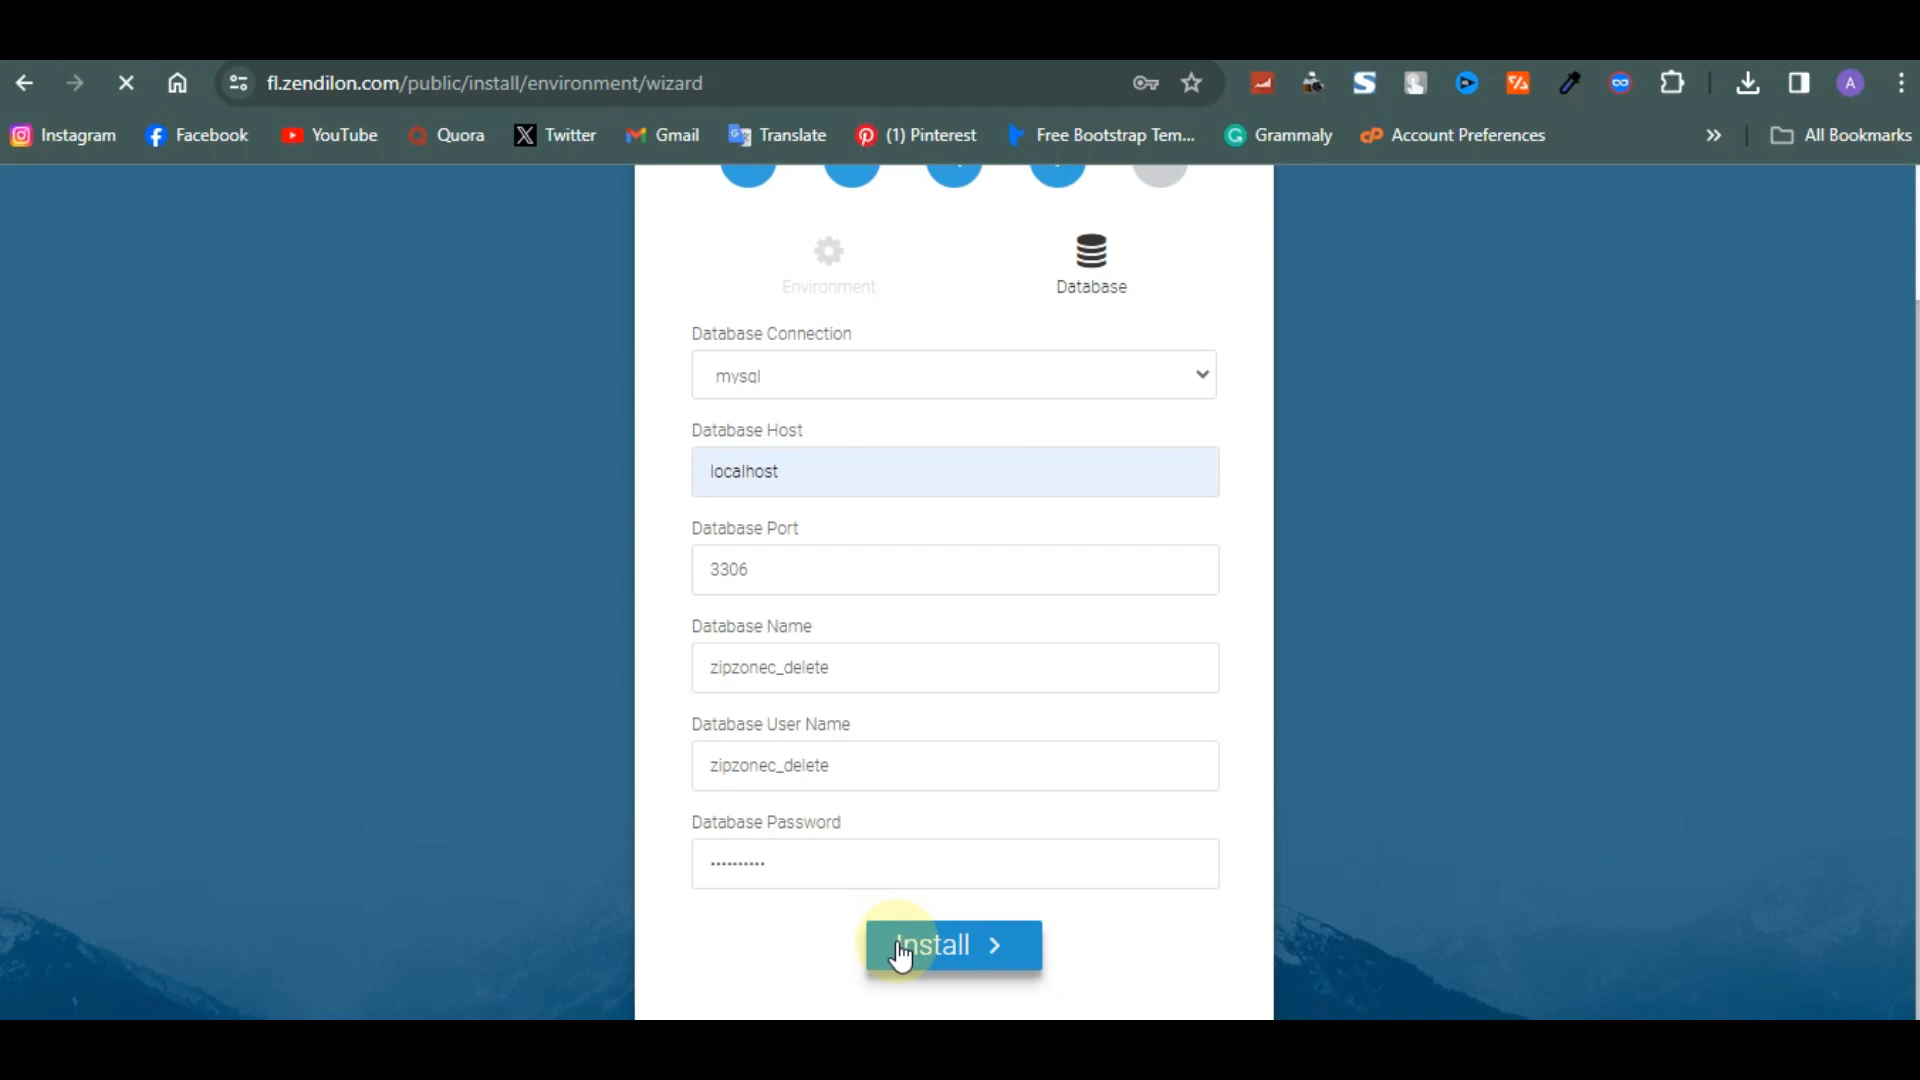 fl.zendilon.com/public/install/environment/wizard
A
Instagram
Facebook
YouTube
Quora
Twitter
Gmail
Translate
(1) Pinterest
Free Bootstrap Tem...
Grammaly
Account Preferences
All Bookmarks
Environment
Database
Database Connection
mysql
Database Host
localhost
Database Port
3306
Database Name
zipzonec_delete
Database User Name
zipzonec_delete
Database Password
••••••••••
Install